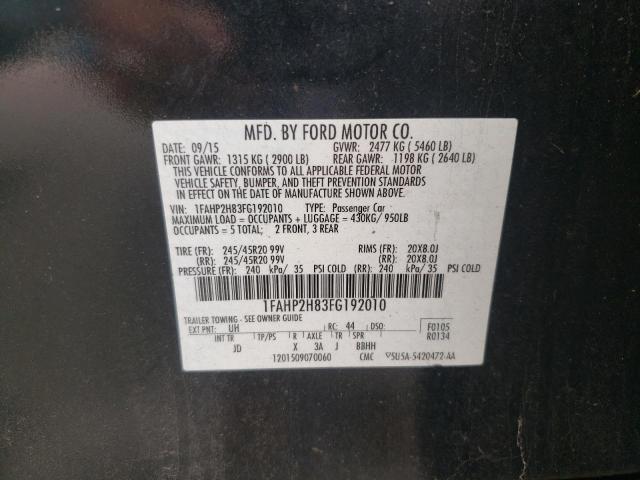 MFD. BY FORD MOTOR CO.
DATE: 09/15 GVWR: 2477 KG ( 5460 LB)
FRONT GAWR: 1315 KG ( 2900 LB) REAR GAWR: 1198 KG ( 2640 LB)
THIS VEHICLE CONFORMS TO ALL APPLICABLE FEDERAL MOTOR
VEHICLE SAFETY, BUMPER, AND THEFT PREVENTION STANDARDS
IN EFFECT ON THE DATE OF MANUFACTURE SHOWN ABOVE.
VIN: 1FAHP2H83FG192010 TYPE: Passenger Car
MAXIMUM LOAD = OCCUPANTS + LUGGAGE = 430KG/ 950LB
OCCUPANTS = 5 TOTAL: 2 FRONT, 3 REAR
TIRE (FR): 245/45R20 99V RIMS (FR): 20X8.0J
(RR): 245/45R20 99V (RR): 20X8.0J
PRESSURE (FR): 240 kPa/ 35 PSI COLD (RR): 240 kPa/ 35 PSI COLD
1FAHP2H83FG192010
TRAILER TOWING - SEE OWNER GUIDE
EXT PNT: UH RC: 44 DSO: F0105
INT TR TP/PS R AXLE TR SPR R0134
JD X 3A J BBHH
1201509070060 CMC 5U5A-5420472-AA